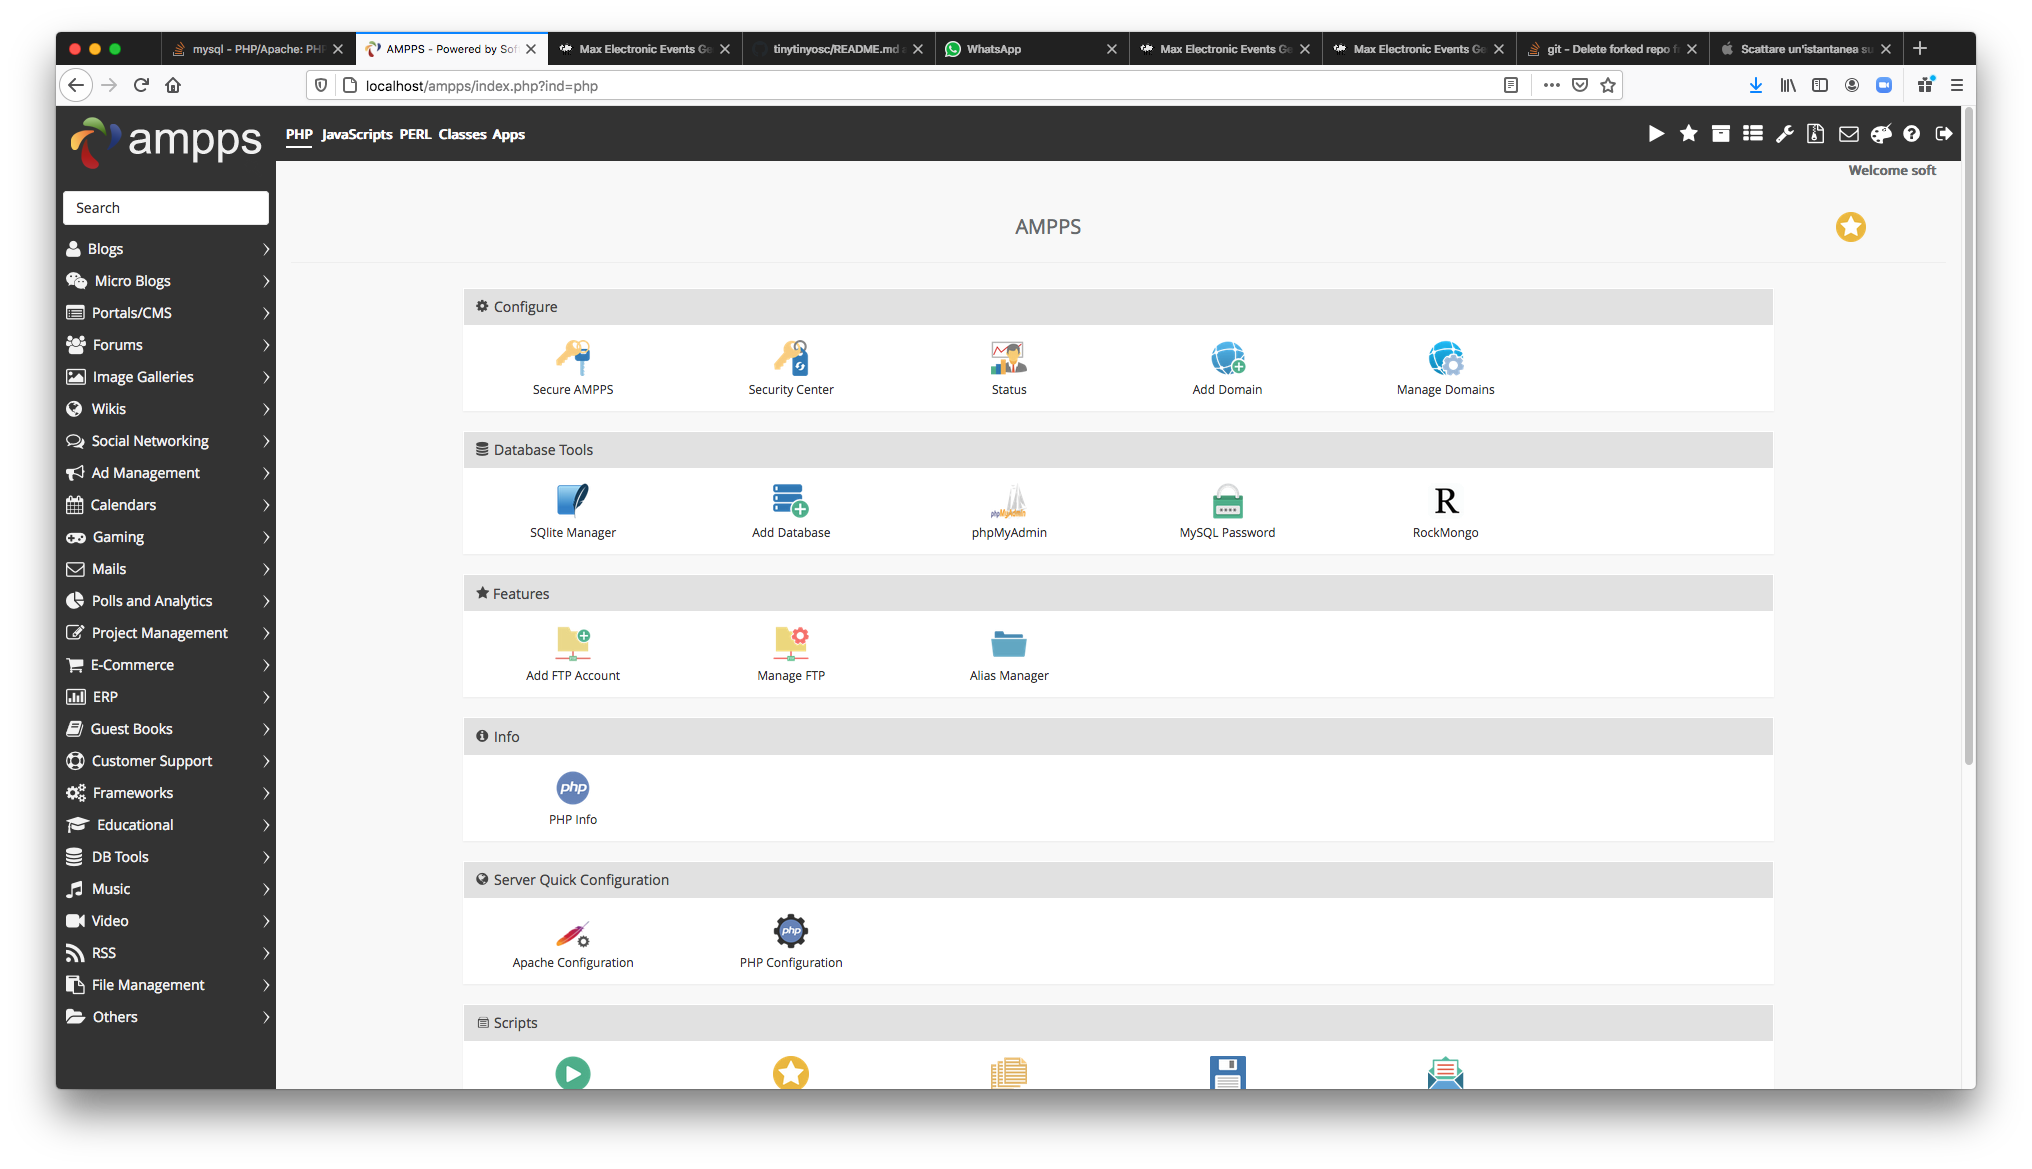 mysql - PHP/Apache: PHP
AMPPS - Powered by Sof
Max Electronic Events Ge
tinytinyosc/README.md a
WhatsApp
Max Electronic Events Ge
Max Electronic Events Ge
git - Delete forked repo f
Scattare un'istantanea su
localhost/ampps/index.php?ind=php
ampps
PHP JavaScripts PERL Classes Apps
Welcome soft
Search
Blogs
Micro Blogs
Portals/CMS
Forums
Image Galleries
Wikis
Social Networking
Ad Management
Calendars
Gaming
Mails
Polls and Analytics
Project Management
E-Commerce
ERP
Guest Books
Customer Support
Frameworks
Educational
DB Tools
Music
Video
RSS
File Management
Others
AMPPS
Configure
Secure AMPPS
Security Center
Status
Add Domain
Manage Domains
Database Tools
SQlite Manager
Add Database
phpMyAdmin
phpMyAdmin
MySQL Password
R
RockMongo
Features
Add FTP Account
Manage FTP
Alias Manager
Info
php
PHP Info
Server Quick Configuration
Apache Configuration
php
PHP Configuration
Scripts